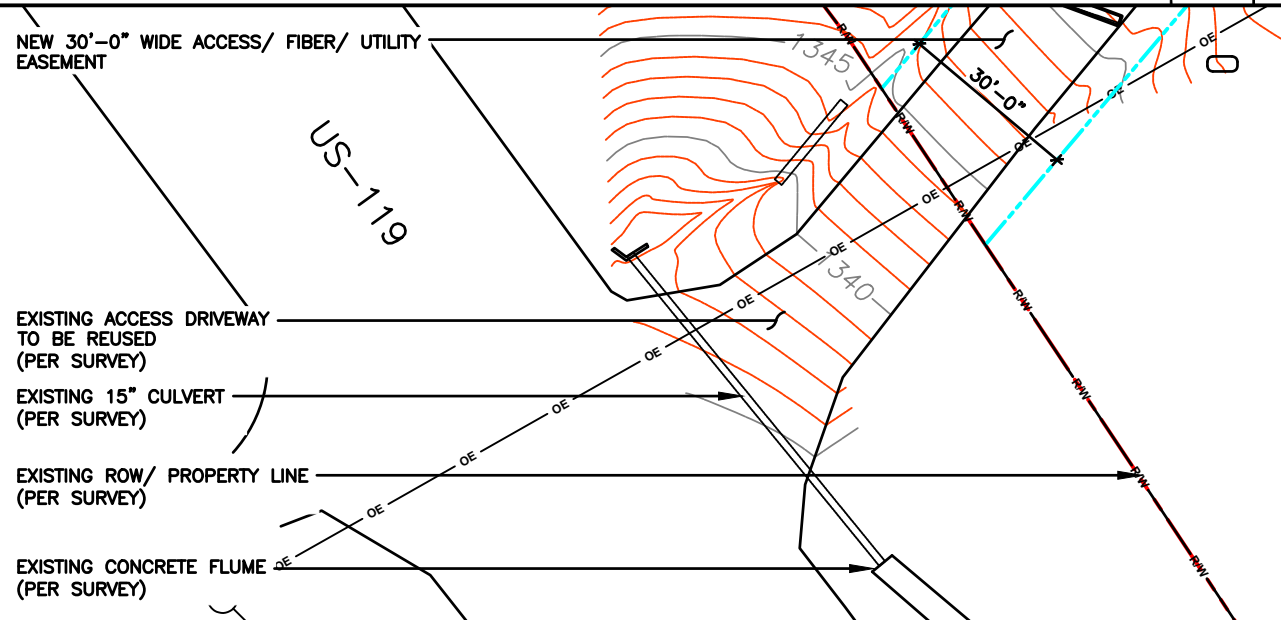 NEW 30'-0" WIDE ACCESS/ FIBER/ UTILITY
EASEMENT
US-119
1345
30'-0"
1340
EXISTING ACCESS DRIVEWAY
TO BE REUSED
(PER SURVEY)
EXISTING 15" CULVERT
(PER SURVEY)
EXISTING ROW/ PROPERTY LINE
(PER SURVEY)
EXISTING CONCRETE FLUME
(PER SURVEY)
OE
OE
OE
OE
OE
OE
OE
OE
OE
OE
OE
R/W
R/W
R/W
R/W
R/W
R/W
R/W